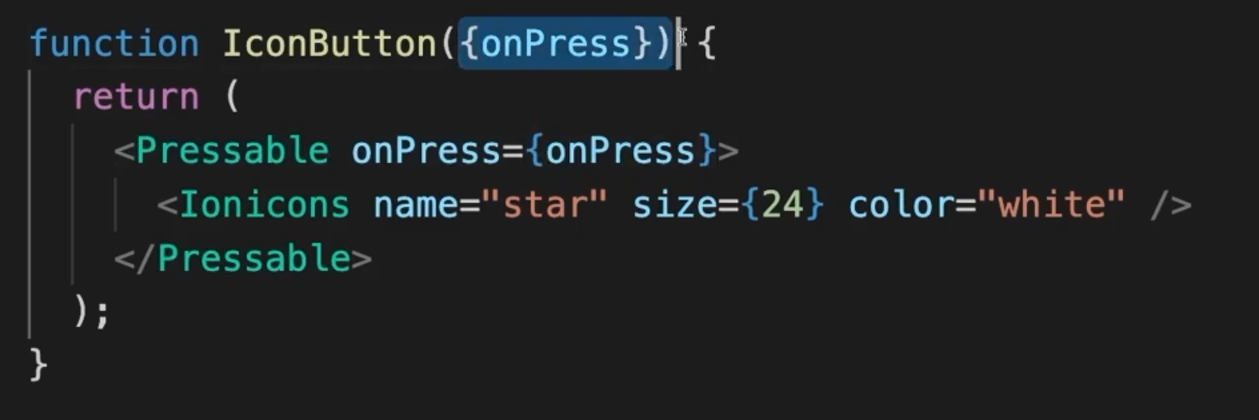 function IconButton({onPress}) {
return (
<Pressable onPress={onPress}>
<Ionicons name="star" size={24} color="white" />
</Pressable>
);
}